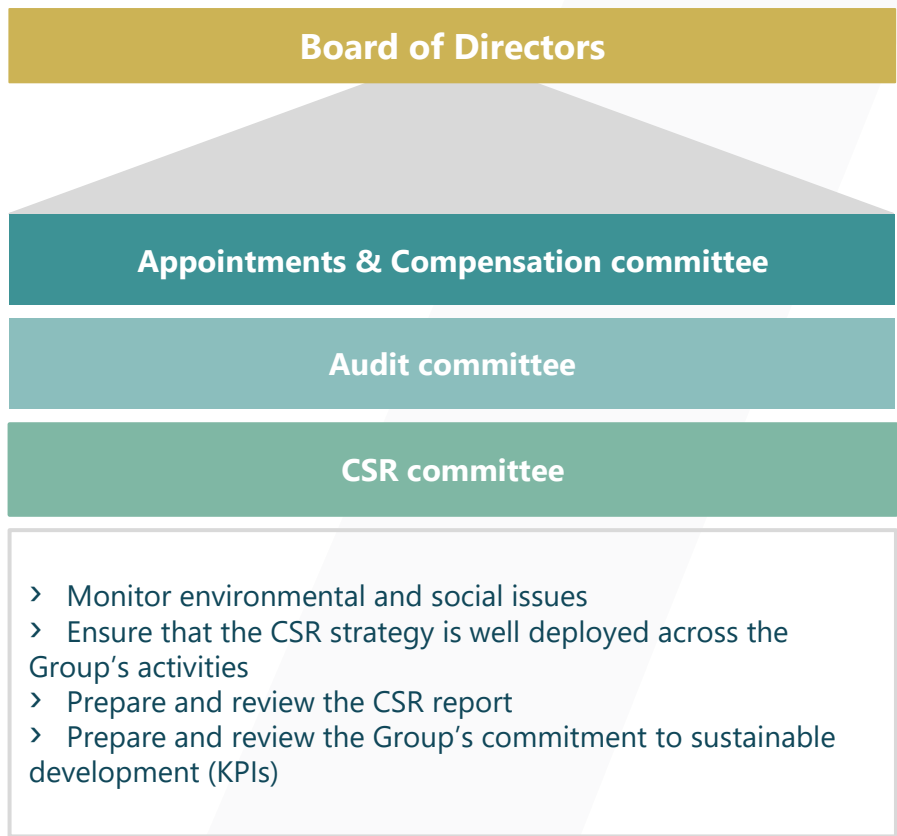 Board of Directors
Appointments & Compensation committee
Audit committee
CSR committee
› Monitor environmental and social issues
› Ensure that the CSR strategy is well deployed across the
Group’s activities
› Prepare and review the CSR report
› Prepare and review the Group’s commitment to sustainable
development (KPIs)